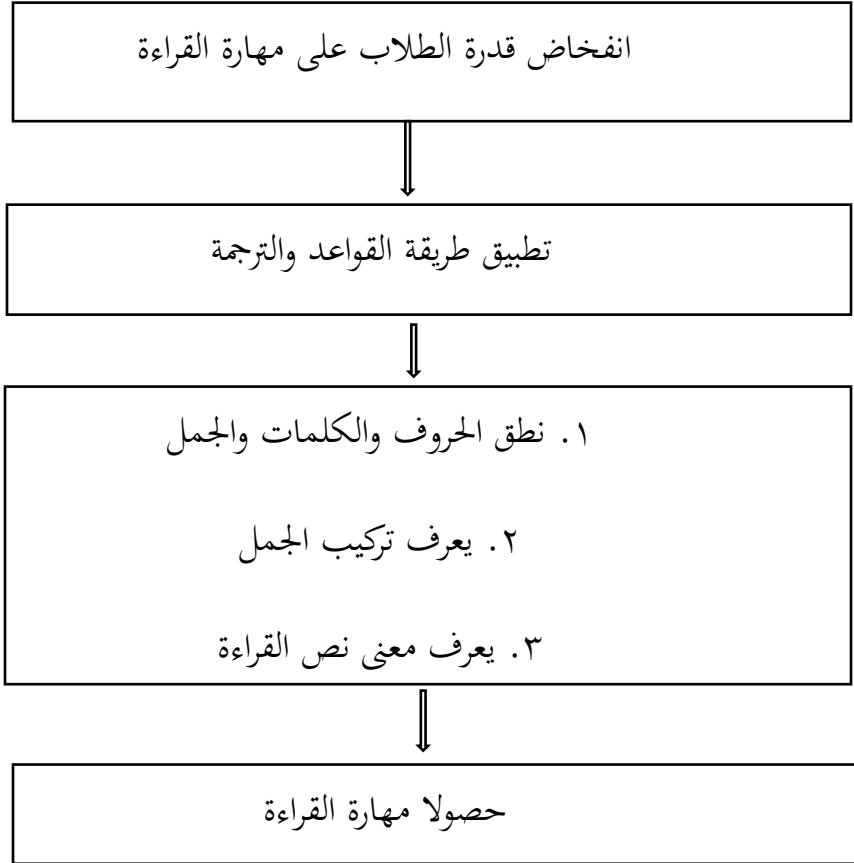 انفخاض قدرة الطلاب على مهارة القراءة
تطبيق طريقة القواعد والترجمة
١. نطق الحروف والكلمات والجمل
٢. يعرف تركيب الجمل
٣. يعرف معنى نص القراءة
حصولا مهارة القراءة